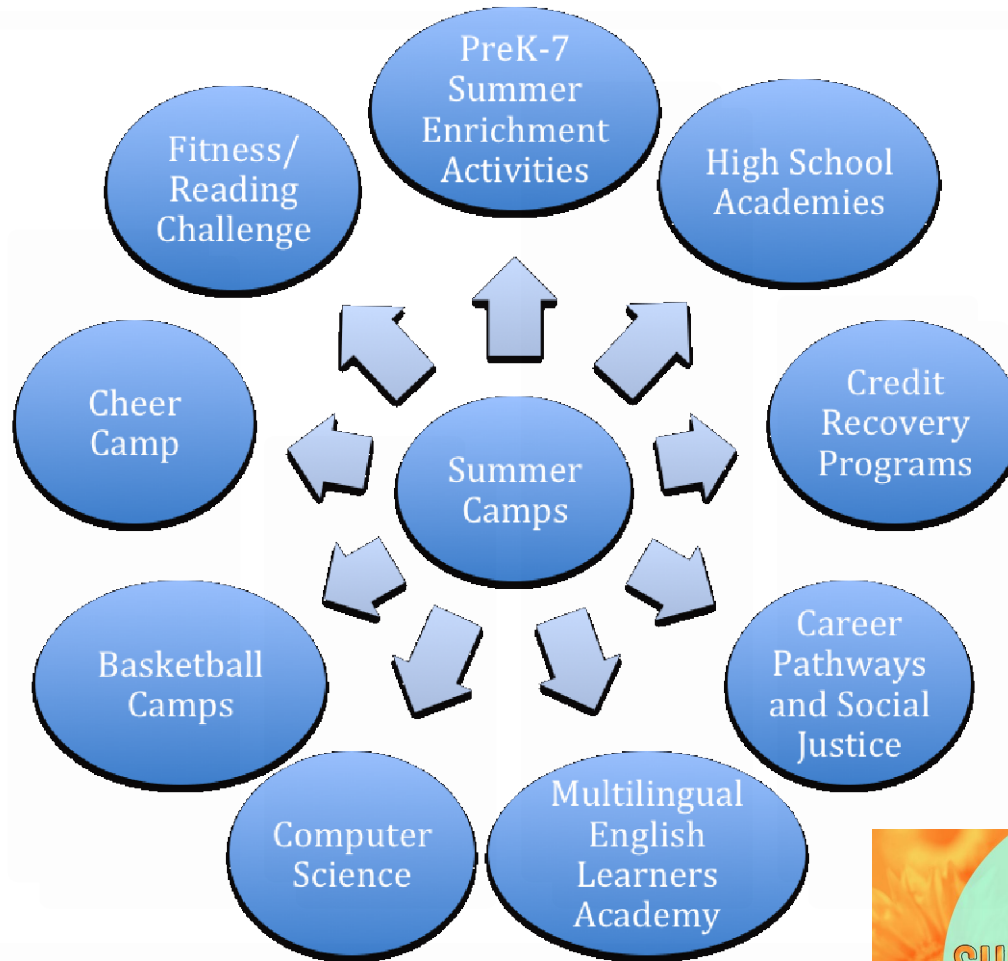 PreK-7
Summer
Enrichment
Activities
High School
Academies
Credit
Recovery
Programs
Career
Pathways
and Social
Justice
Multilingual
English
Learners
Academy
Computer
Science
Basketball
Camps
Cheer
Camp
Fitness/
Reading
Challenge
Summer
Camps